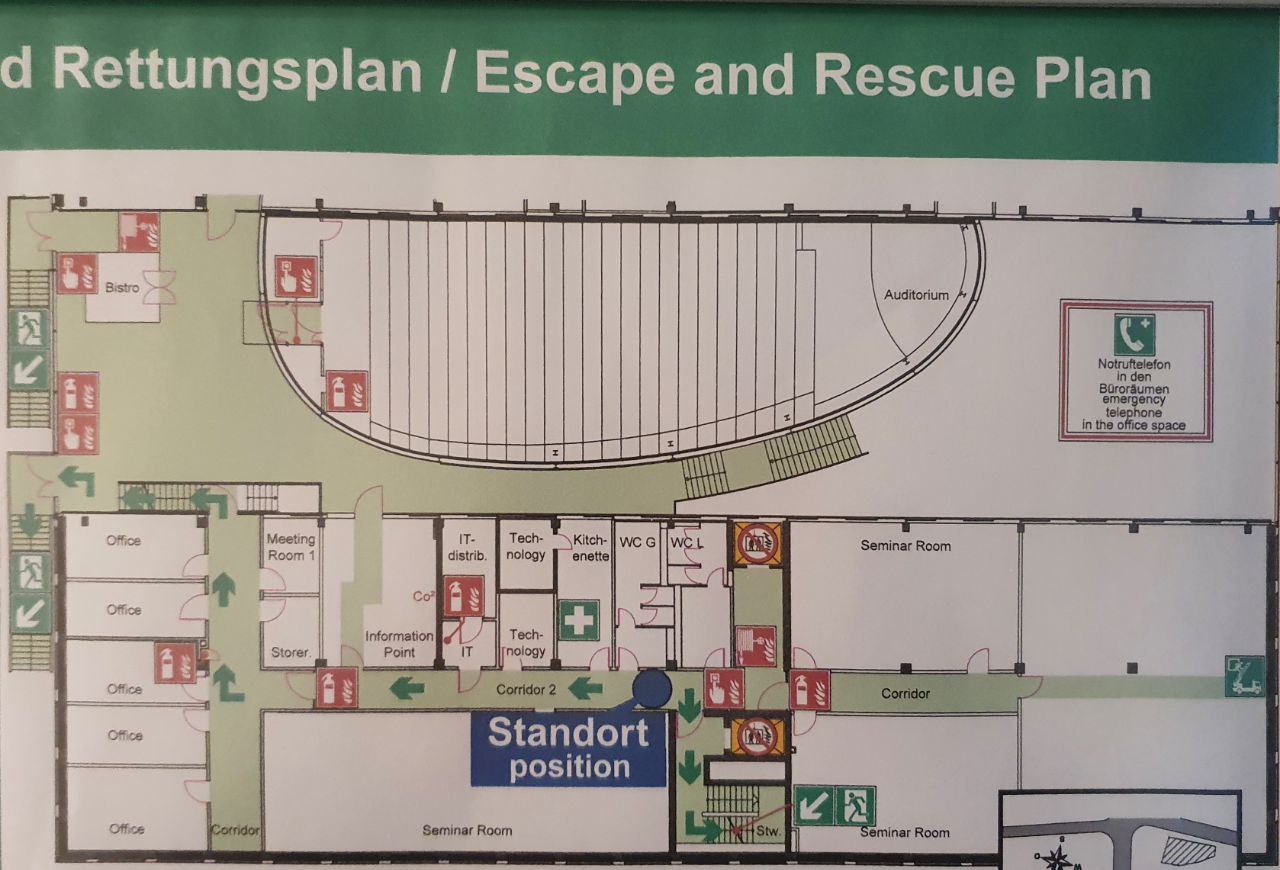 d Rettungsplan / Escape and Rescue Plan
Bistro
Auditorium
Notruftelefon
in den
Büroräumen
emergency
telephone
in the office space
Office
Meeting
Room 1
IT-
distrib.
Tech-
nology
Kitch-
enette
WC G
WC L
Seminar Room
Office
Co²
Storer.
Information
Point
IT
Tech-
nology
Office
Corridor 2
Corridor
Office
Standort
position
Office
Corridor
Seminar Room
Stw.
Seminar Room